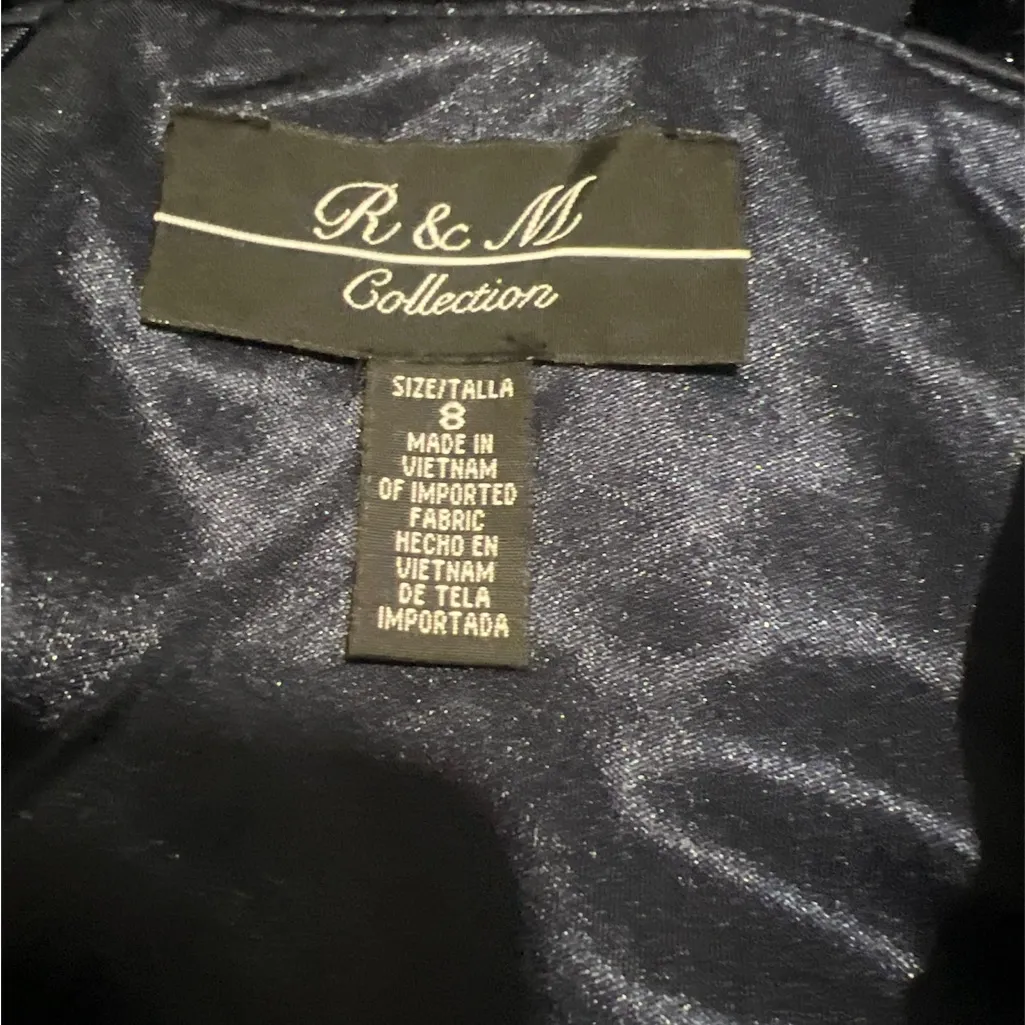 R & M
Collection
SIZE/TALLA
8
MADE IN
VIETNAM
OF IMPORTED
FABRIC
HECHO EN
VIETNAM
DE TELA
IMPORTADA